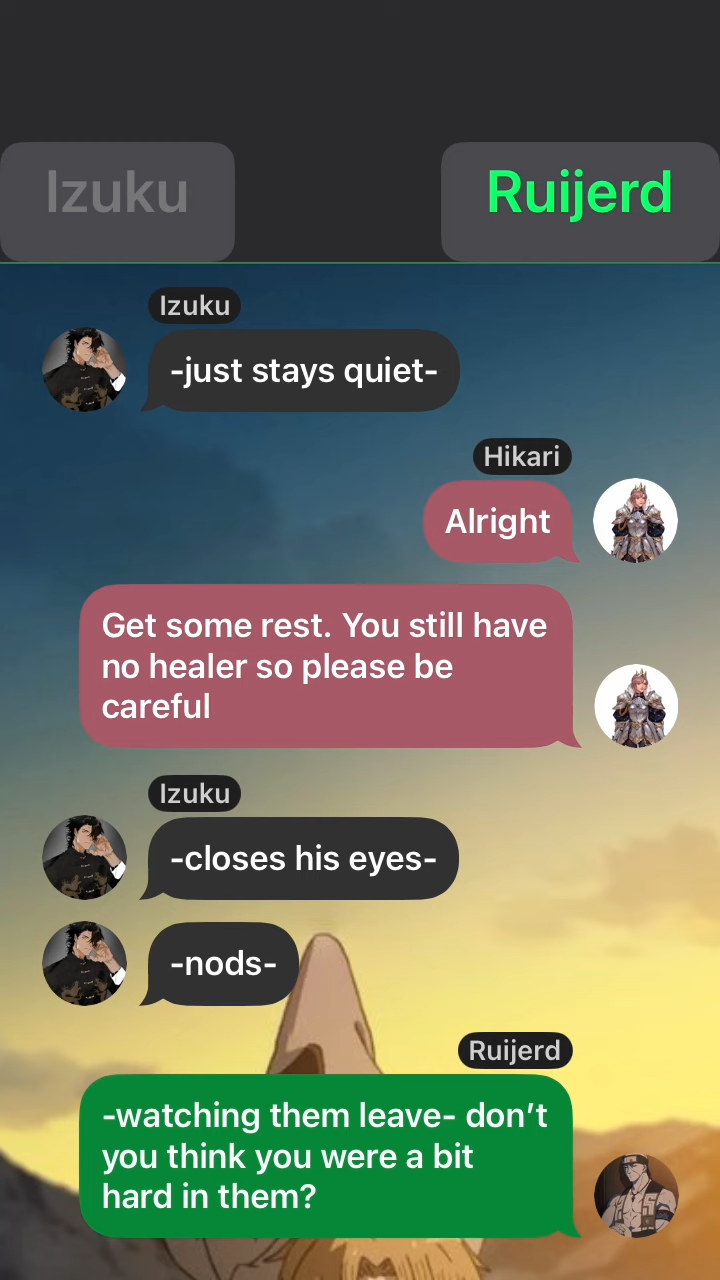 Izuku
Ruijerd
Izuku
-just stays quiet-
Hikari
Alright
Get some rest. You still have
no healer so please be
careful
Izuku
-closes his eyes-
-nods-
Ruijerd
-watching them leave- don’t
you think you were a bit
hard in them?